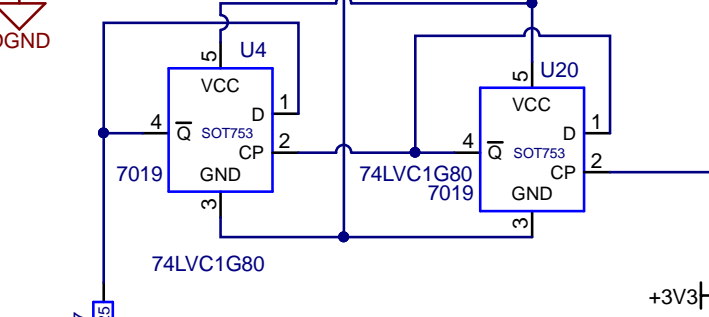 GND
U4
5
VCC
D
1
4
Q
SOT753
CP
2
7019
GND
3
74LVC1G80
U20
5
VCC
D
1
4
Q
SOT753
CP
2
74LVC1G80
7019
GND
3
+3V3